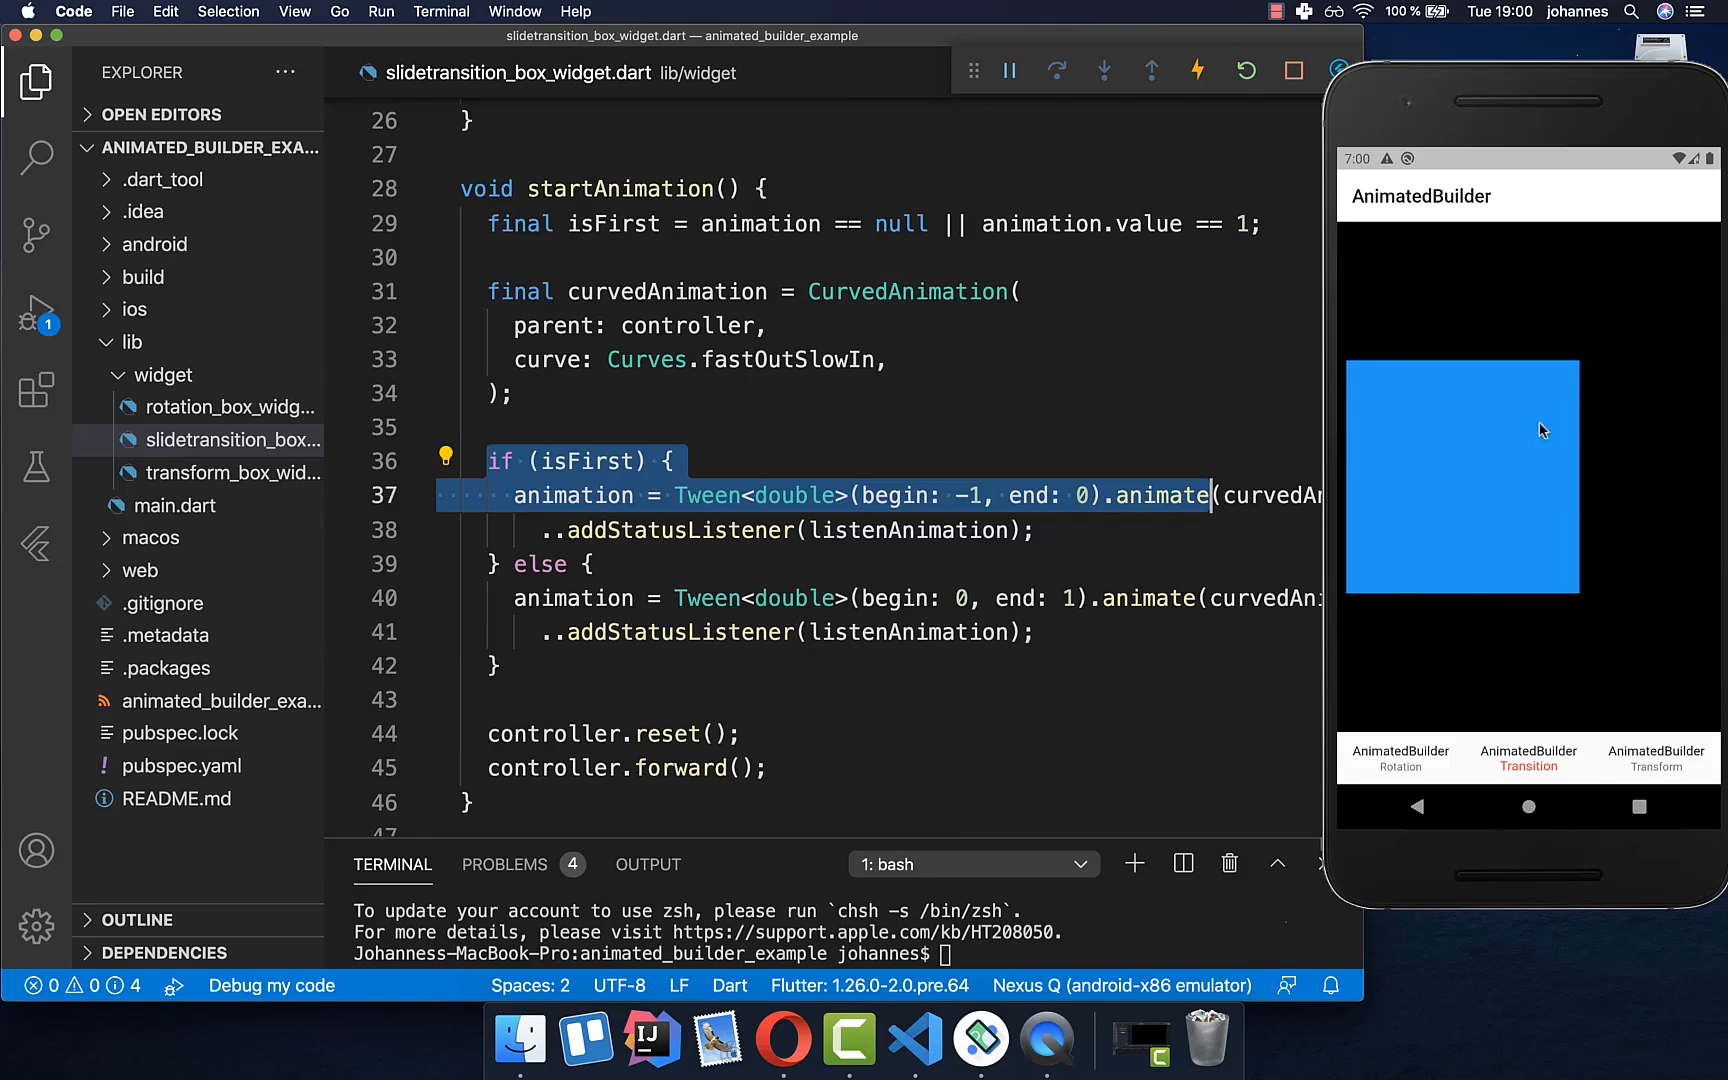 Code File Edit Selection View Go Run Terminal Window Help
100 % Tue 19:00 johannes
slidetransition_box_widget.dart — animated_builder_example
EXPLORER
slidetransition_box_widget.dart lib/widget
OPEN EDITORS
ANIMATED_BUILDER_EXA...
.dart_tool
.idea
android
build
ios
lib
widget
rotation_box_widg...
slidetransition_box...
transform_box_wid...
main.dart
macos
web
.gitignore
.metadata
.packages
animated_builder_exa...
pubspec.lock
pubspec.yaml
README.md
OUTLINE
DEPENDENCIES
1
26 }
27
28 void startAnimation() {
29 final isFirst = animation == null || animation.value == 1;
30
31 final curvedAnimation = CurvedAnimation(
32 parent: controller,
33 curve: Curves.fastOutSlowIn,
34 );
35
36 if (isFirst) {
37 animation = Tween<double>(begin: -1, end: 0).animate(curvedAn
38 ..addStatusListener(listenAnimation);
39 } else {
40 animation = Tween<double>(begin: 0, end: 1).animate(curvedAni
41 ..addStatusListener(listenAnimation);
42 }
43
44 controller.reset();
45 controller.forward();
46 }
47
TERMINAL PROBLEMS 4 OUTPUT 1: bash
To update your account to use zsh, please run `chsh -s /bin/zsh`.
For more details, please visit https://support.apple.com/kb/HT208050.
Johanness-MacBook-Pro:animated_builder_example johannes$
0 0 4 Debug my code Spaces: 2 UTF-8 LF Dart Flutter: 1.26.0-2.0.pre.64 Nexus Q (android-x86 emulator)
7:00
AnimatedBuilder
AnimatedBuilder AnimatedBuilder AnimatedBuilder
Rotation Transition Transform
IJ
C
C